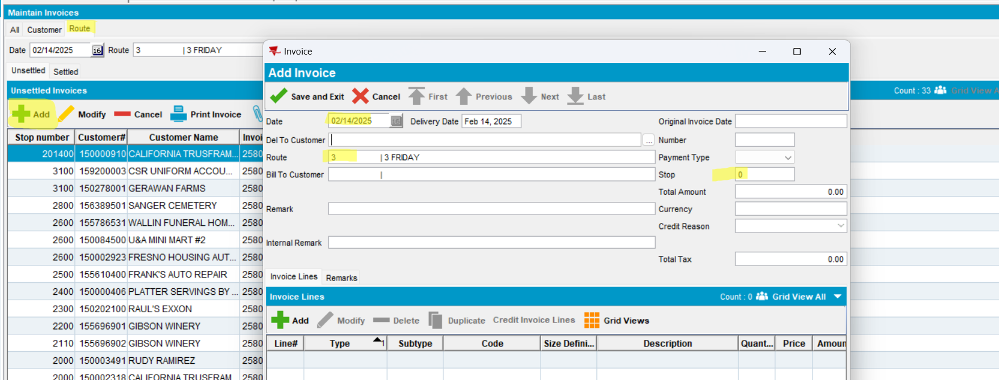 Maintain Invoices
All Customer Route
Date 02/14/2025 16 Route 3 | 3 FRIDAY
Unsettled Settled
Unsettled Invoices
Count : 33 Grid View A
Add Modify Cancel Print Invoice
Stop number Customer# Customer Name Invoi
201400 150000910 CALIFORNIA TRUSFRAM... 2580
3100 159200003 CSR UNIFORM ACCOU... 2580
3100 150278001 GERAWAN FARMS 2580
2800 156389501 SANGER CEMETERY 2580
2600 155786531 WALLIN FUNERAL HOM... 2580
2600 150084500 U&A MINI MART #2 2580
2600 150002923 FRESNO HOUSING AUT... 2580
2500 155610400 FRANK'S AUTO REPAIR 2580
2400 150000406 PLATTER SERVINGS BY ... 2580
2300 150202100 RAUL'S EXXON 2580
2200 155696901 GIBSON WINERY 2580
2110 155696902 GIBSON WINERY 2580
2000 150003491 RUDY RAMIREZ 2580
2000 150002318 CALIFORNIA TRUSFRAM 2580
Invoice
Add Invoice
Save and Exit Cancel First Previous Next Last
Date 02/14/2025 16 Delivery Date Feb 14, 2025 Original Invoice Date
Del To Customer ... Number
Route 3 | 3 FRIDAY Payment Type
Bill To Customer | Stop 0
Total Amount 0.00
Remark Currency
Credit Reason
Internal Remark
Total Tax 0.00
Invoice Lines Remarks
Invoice Lines Count : 0 Grid View All
Add Modify Delete Duplicate Credit Invoice Lines Grid Views
Line# Type 1 Subtype Code Size Defini... Description Quant... Price Amoun